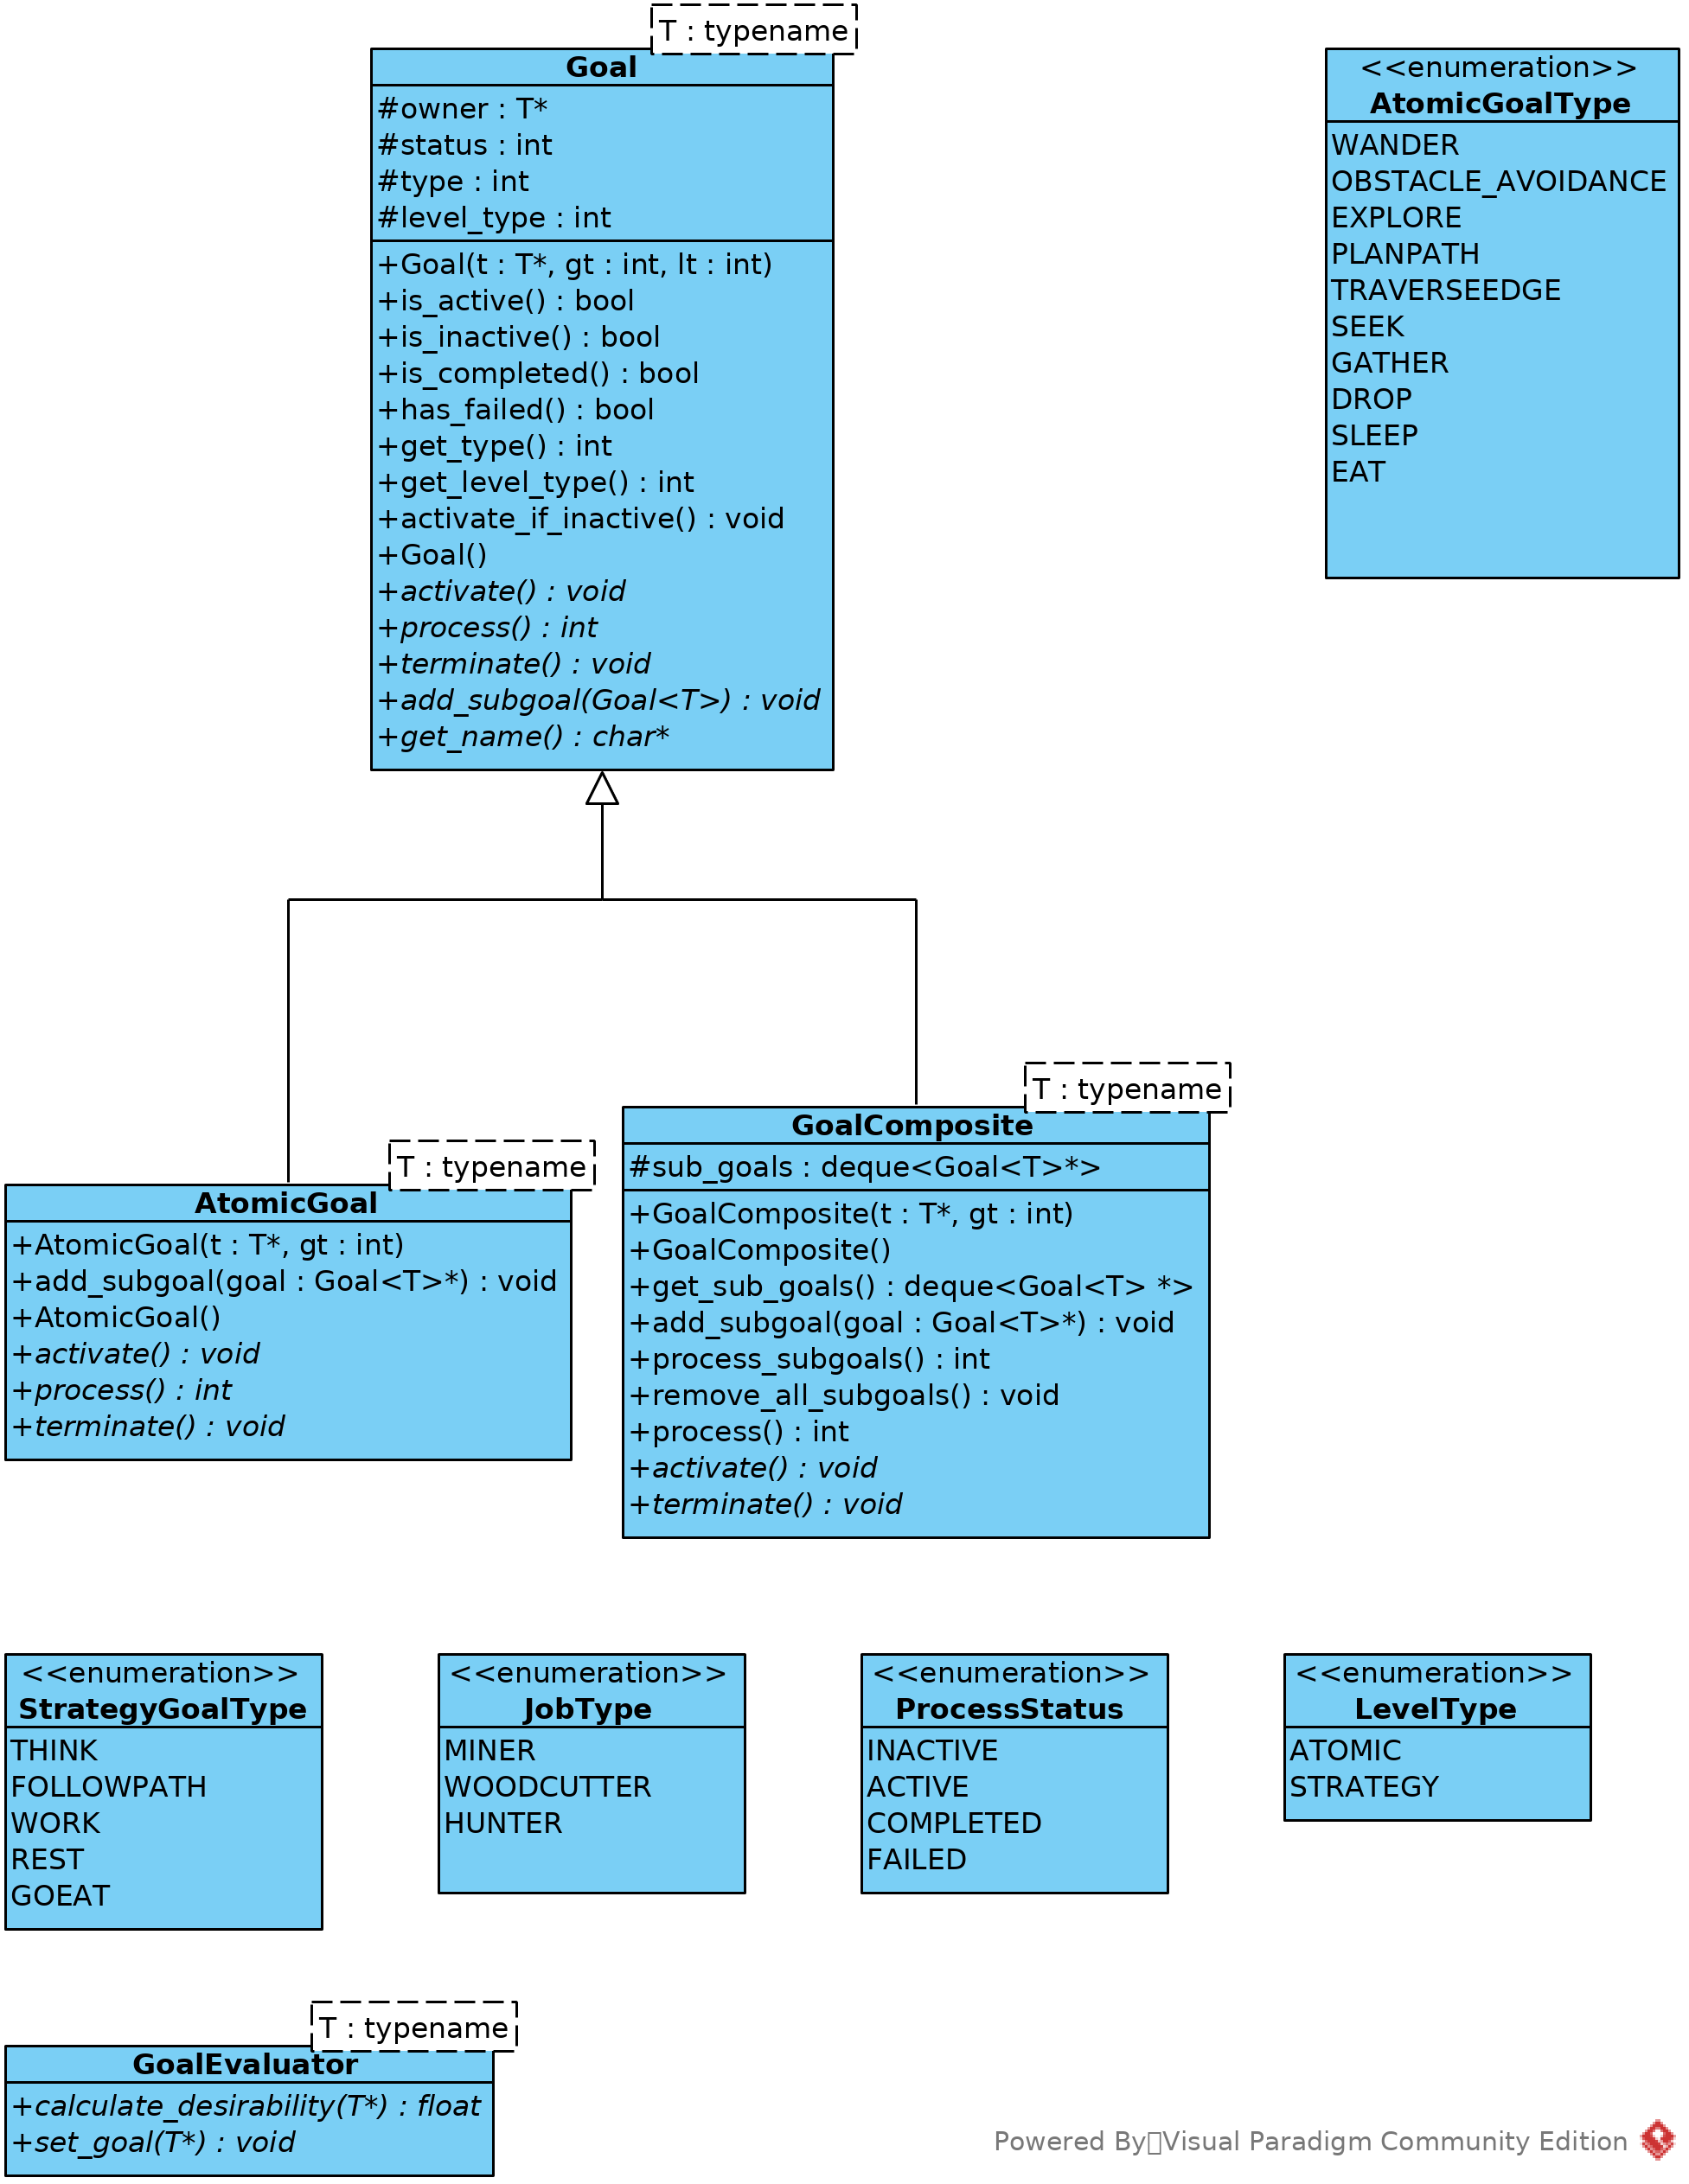 T : typename
Goal
#owner : T*
#status : int
#type : int
#level_type : int
+Goal(t : T*, gt : int, lt : int)
+is_active() : bool
+is_inactive() : bool
+is_completed() : bool
+has_failed() : bool
+get_type() : int
+get_level_type() : int
+activate_if_inactive() : void
+Goal()
+activate() : void
+process() : int
+terminate() : void
+add_subgoal(Goal<T>) : void
+get_name() : char*
<<enumeration>>
AtomicGoalType
WANDER
OBSTACLE_AVOIDANCE
EXPLORE
PLANPATH
TRAVERSEEDGE
SEEK
GATHER
DROP
SLEEP
EAT
T : typename
AtomicGoal
+AtomicGoal(t : T*, gt : int)
+add_subgoal(goal : Goal<T>*) : void
+AtomicGoal()
+activate() : void
+process() : int
+terminate() : void
T : typename
GoalComposite
#sub_goals : deque<Goal<T>*>
+GoalComposite(t : T*, gt : int)
+GoalComposite()
+get_sub_goals() : deque<Goal<T> *>
+add_subgoal(goal : Goal<T>*) : void
+process_subgoals() : int
+remove_all_subgoals() : void
+process() : int
+activate() : void
+terminate() : void
<<enumeration>>
StrategyGoalType
THINK
FOLLOWPATH
WORK
REST
GOEAT
<<enumeration>>
JobType
MINER
WOODCUTTER
HUNTER
<<enumeration>>
ProcessStatus
INACTIVE
ACTIVE
COMPLETED
FAILED
<<enumeration>>
LevelType
ATOMIC
STRATEGY
T : typename
GoalEvaluator
+calculate_desirability(T*) : float
+set_goal(T*) : void
Powered By Visual Paradigm Community Edition